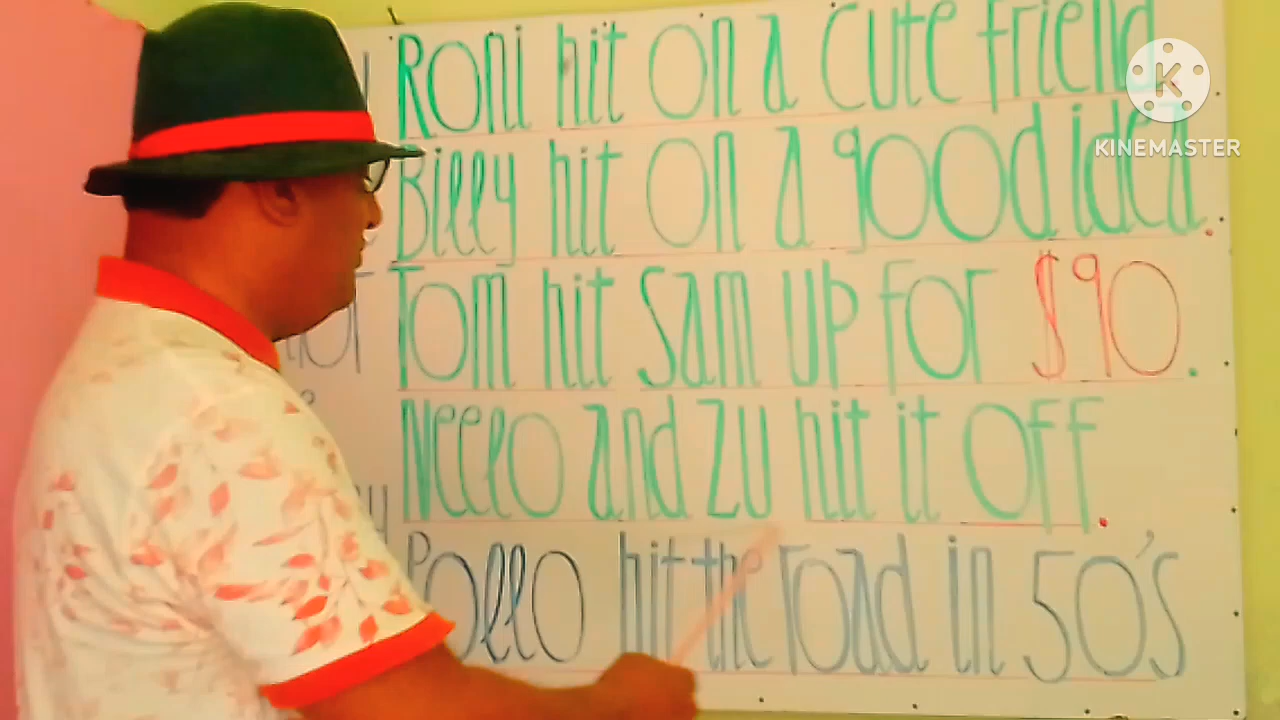 Roni hit on a cute friend
Billy hit on a good idea.
Tom hit Sam up for $90.
Neelo and Zu hit it off.
Pollo hit the road in 50's
KINEMASTER